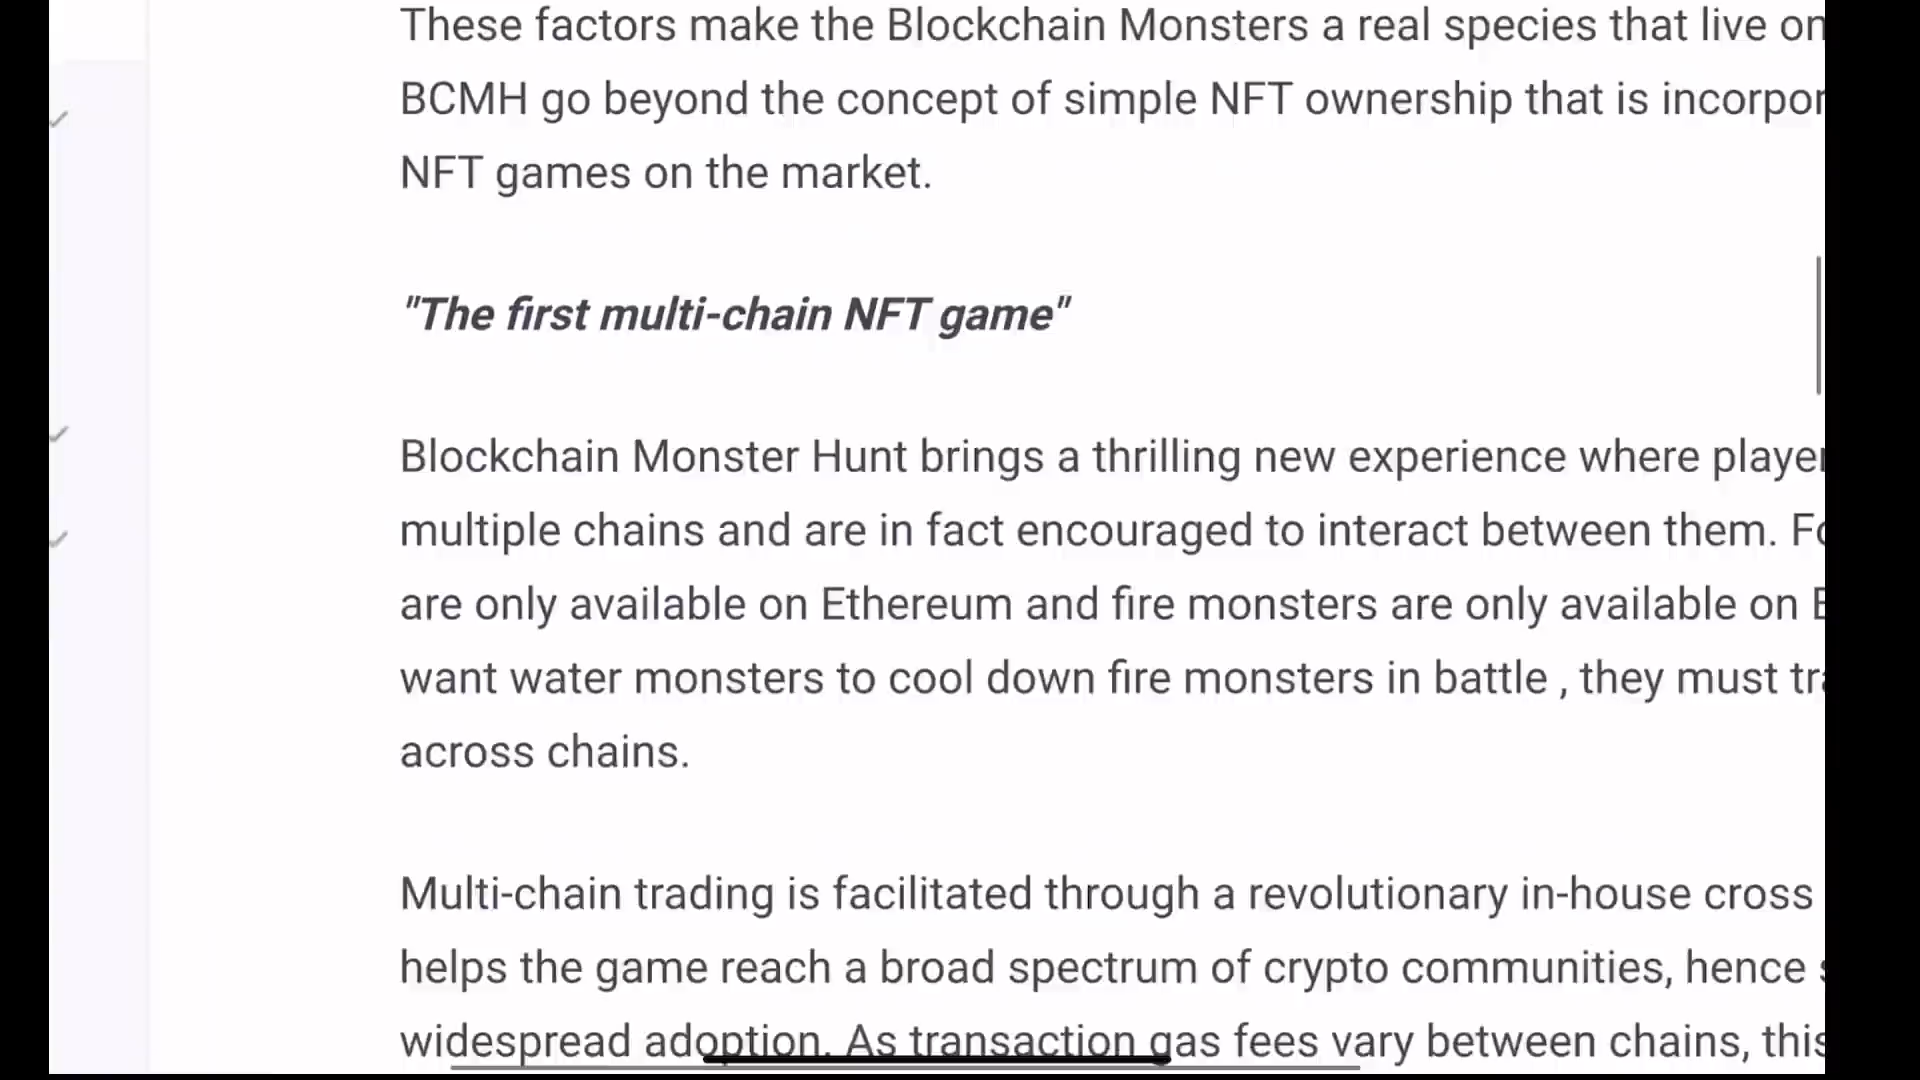 These factors make the Blockchain Monsters a real species that live on
BCMH go beyond the concept of simple NFT ownership that is
NFT games on the market.
"The first multi-chain NFT game"
Blockchain Monster Hunt brings a thrilling new experience where
multiple chains and are in fact encouraged to interact between them.
are only available on Ethereum and fire monsters are only available on
want water monsters to cool down fire monsters in battle , they must
across chains.
Multi-chain trading is facilitated through a revolutionary in-house cross
helps the game reach a broad spectrum of crypto communities, hence
widespread adoption. As transaction gas fees vary between chains, this